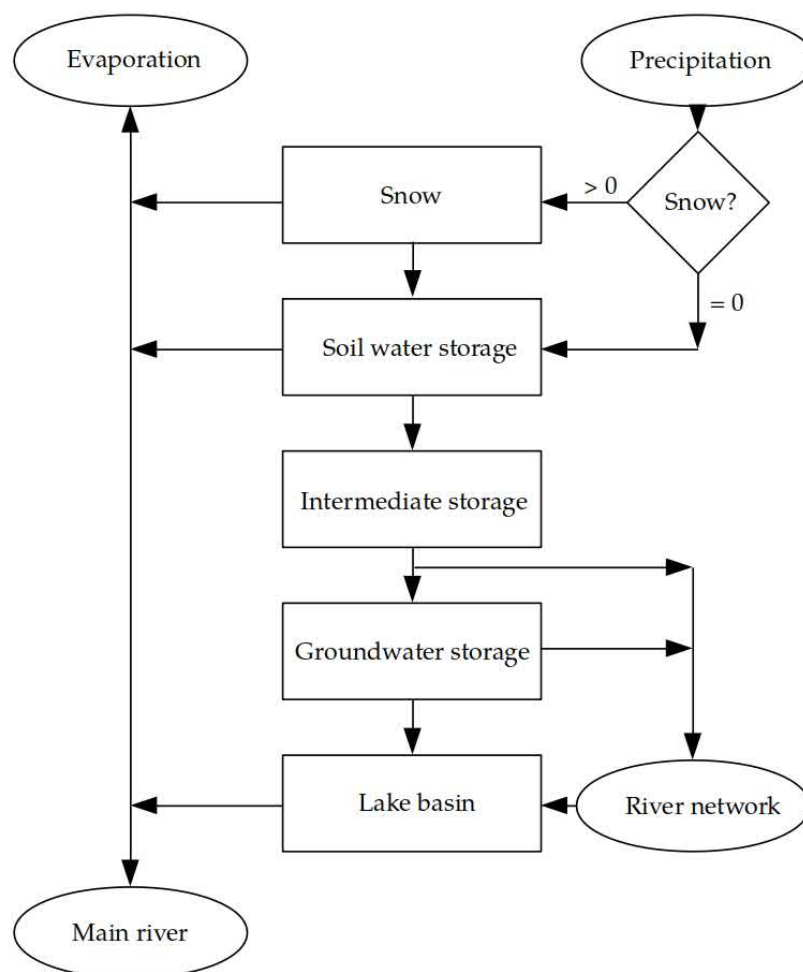 Evaporation
Precipitation
Snow
> 0
Snow?
= 0
Soil water storage
Intermediate storage
Groundwater storage
Lake basin
River network
Main river